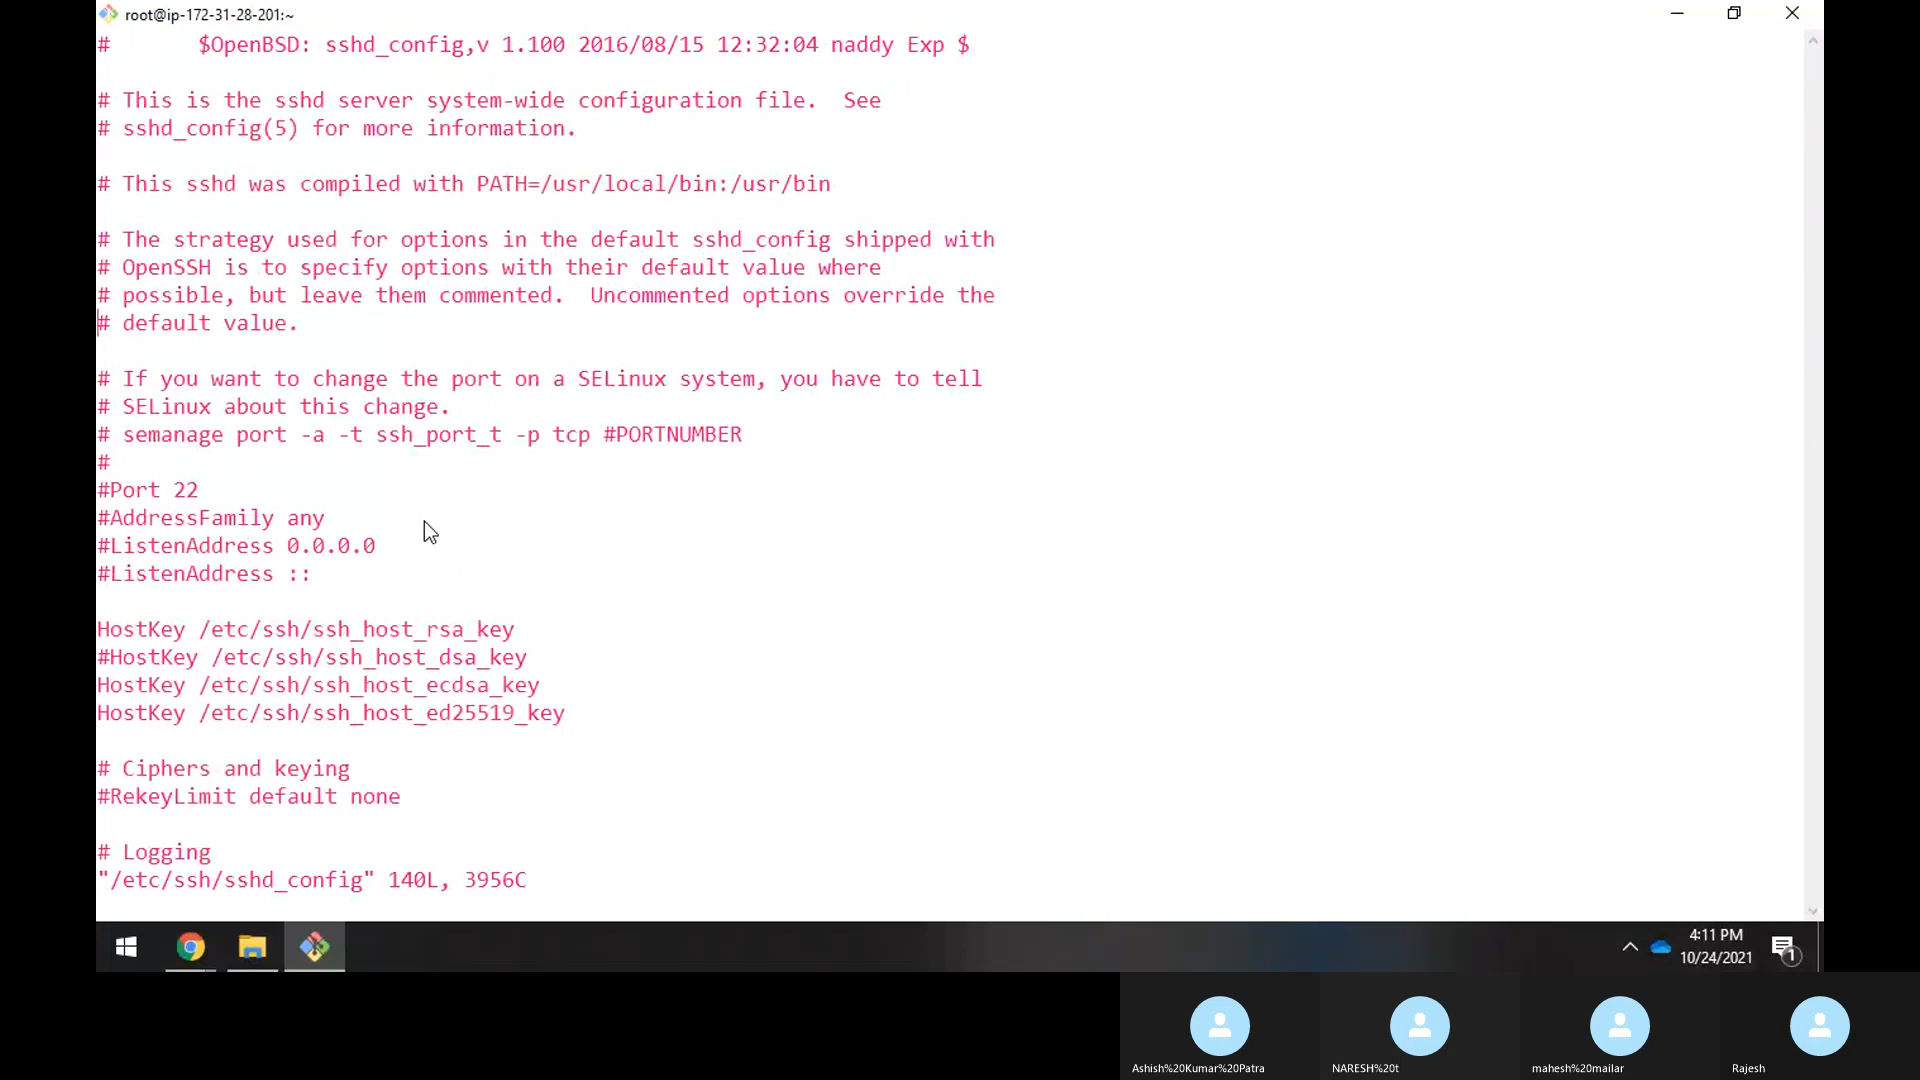 root@ip-172-31-28-201:~
#       $OpenBSD: sshd_config,v 1.100 2016/08/15 12:32:04 naddy Exp $
# This is the sshd server system-wide configuration file.  See
# sshd_config(5) for more information.
# This sshd was compiled with PATH=/usr/local/bin:/usr/bin
# The strategy used for options in the default sshd_config shipped with
# OpenSSH is to specify options with their default value where
# possible, but leave them commented.  Uncommented options override the
# default value.
# If you want to change the port on a SELinux system, you have to tell
# SELinux about this change.
# semanage port -a -t ssh_port_t -p tcp #PORTNUMBER
#
#Port 22
#AddressFamily any
#ListenAddress 0.0.0.0
#ListenAddress ::
HostKey /etc/ssh/ssh_host_rsa_key
#HostKey /etc/ssh/ssh_host_dsa_key
HostKey /etc/ssh/ssh_host_ecdsa_key
HostKey /etc/ssh/ssh_host_ed25519_key
# Ciphers and keying
#RekeyLimit default none
# Logging
"/etc/ssh/sshd_config" 140L, 3956C
4:11 PM
10/24/2021
1
Ashish%20Kumar%20Patra
NARESH%20t
mahesh%20mailar
Rajesh